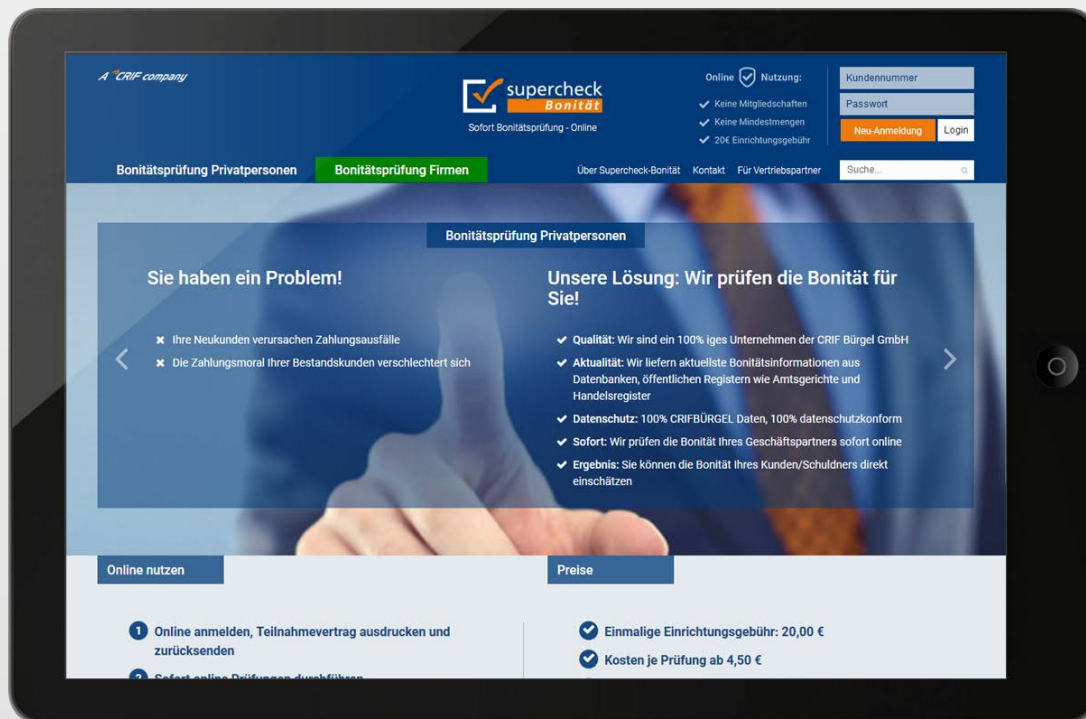 A CRIF company
supercheck
Bonität
Sofort Bonitätsprüfung - Online
Online Nutzung:
Keine Mitgliedschaften
Keine Mindestmengen
20€ Einrichtungsgebühr
Kundennummer
Passwort
Neu-Anmeldung Login
Bonitätsprüfung Privatpersonen Bonitätsprüfung Firmen Über Supercheck-Bonität Kontakt Für Vertriebspartner Suche...
Bonitätsprüfung Privatpersonen
Sie haben ein Problem!
Ihre Neukunden verursachen Zahlungsausfälle
Die Zahlungsmoral Ihrer Bestandskunden verschlechtert sich
Unsere Lösung: Wir prüfen die Bonität für
Sie!
Qualität: Wir sind ein 100% iges Unternehmen der CRIF Bürgel GmbH
Aktualität: Wir liefern aktuellste Bonitätsinformationen aus
Datenbanken, öffentlichen Registern wie Amtsgerichte und
Handelsregister
Datenschutz: 100% CRIFBÜRGEL Daten, 100% datenschutzkonform
Sofort: Wir prüfen die Bonität Ihres Geschäftspartners sofort online
Ergebnis: Sie können die Bonität Ihres Kunden/Schuldners direkt
einschätzen
Online nutzen
1 Online anmelden, Teilnahmevertrag ausdrucken und
zurücksenden
2 Sofort online Prüfungen durchführen
Preise
Einmalige Einrichtungsgebühr: 20,00 €
Kosten je Prüfung ab 4,50 €